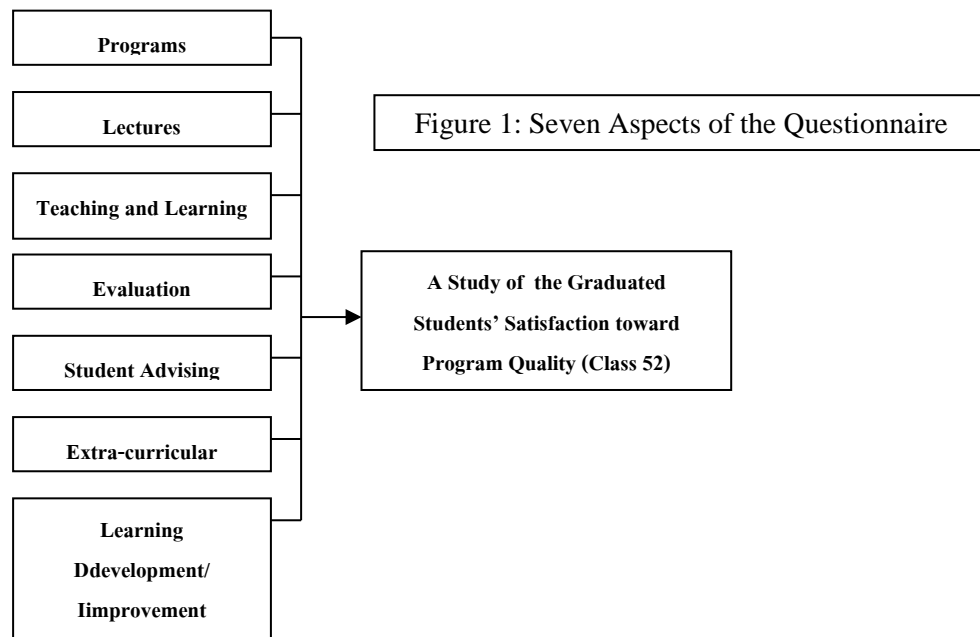 Programs
Lectures
Figure 1: Seven Aspects of the Questionnaire
Teaching and Learning
Evaluation
A Study of the Graduated
Students’ Satisfaction toward
Program Quality (Class 52)
Student Advising
Extra-curricular
Learning
Ddevelopment/
Iimprovement